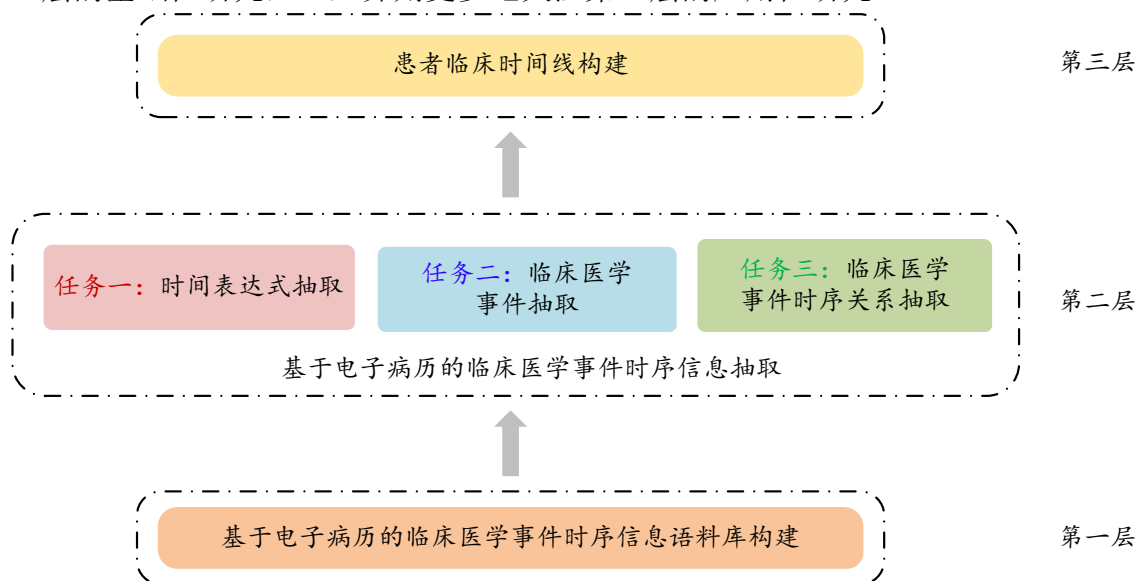 患者临床时间线构建
第三层
任务一：时间表达式抽取
任务二：临床医学
事件抽取
任务三：临床医学
事件时序关系抽取
第二层
基于电子病历的临床医学事件时序信息抽取
基于电子病历的临床医学事件时序信息语料库构建
第一层